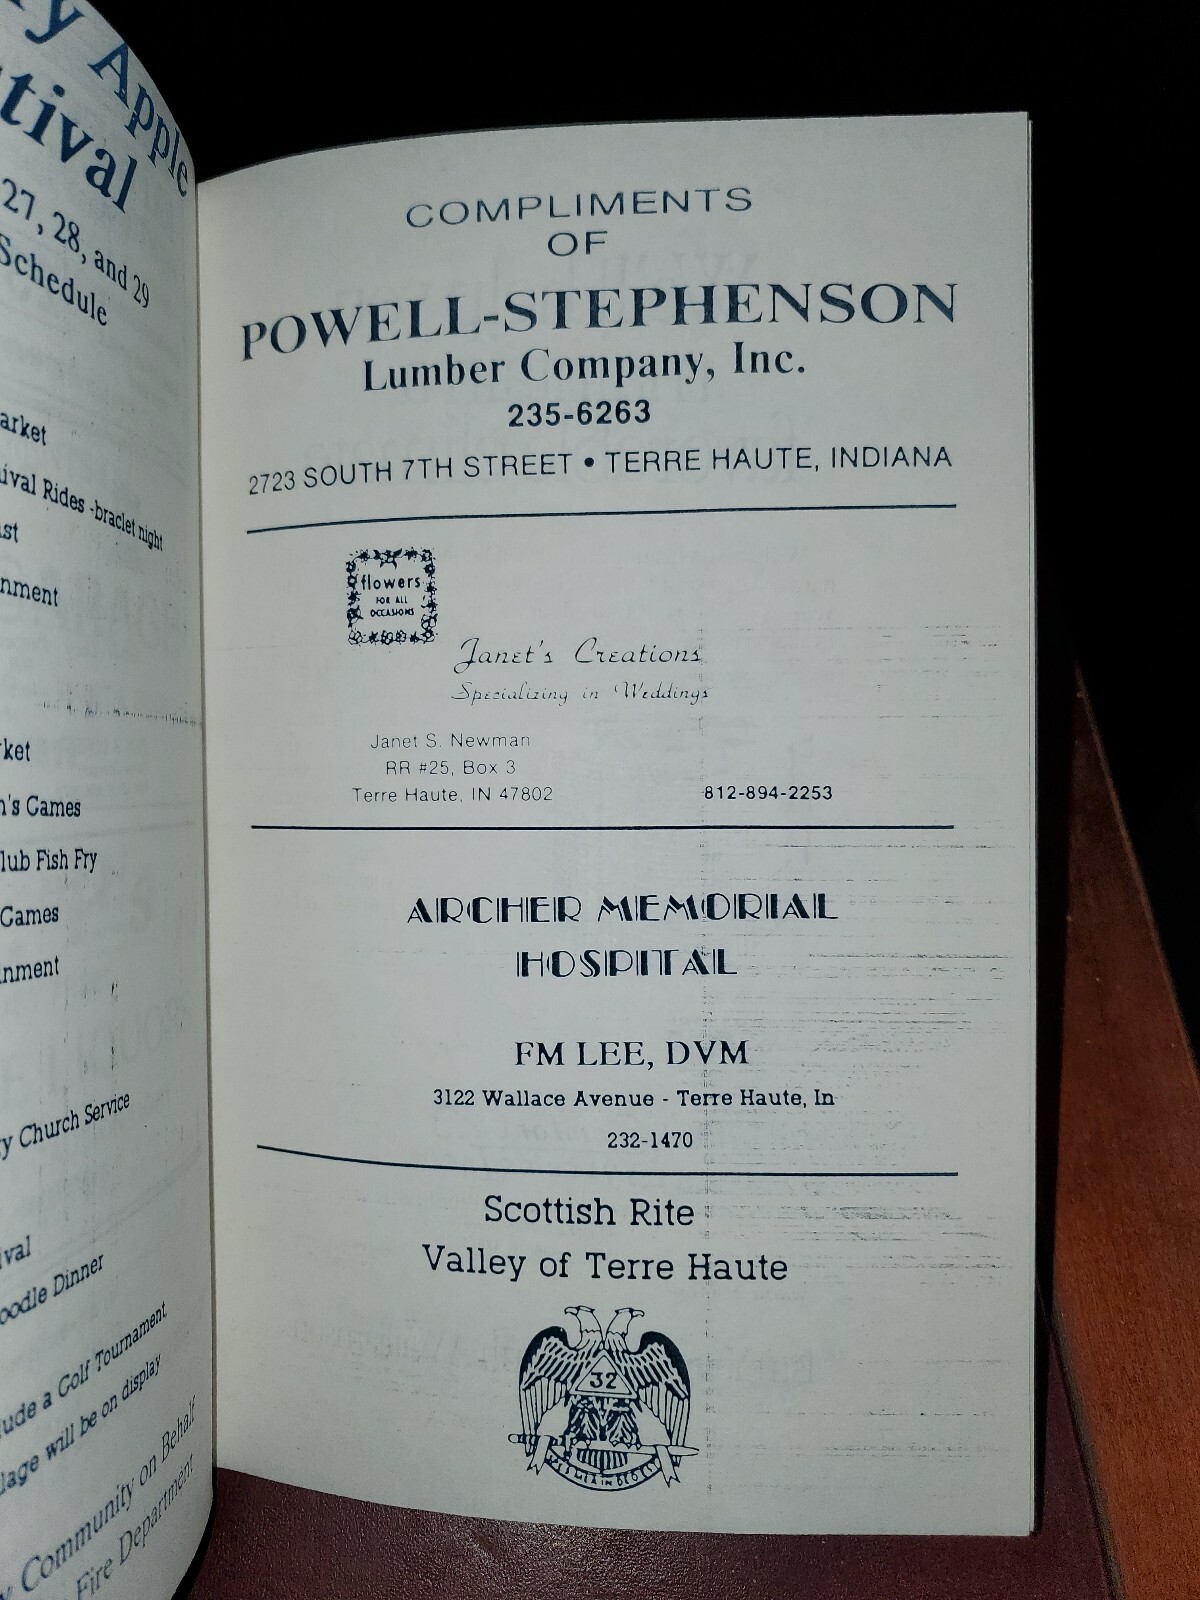 y Apple
tival
27, 28, and 29
Schedule
arket
ival Rides -braclet night
st
nment
ket
n's Games
lub Fish Fry
Games
inment
y Church Service
ival
oodle Dinner
lude a Golf Tournament
lage will be on display
y Community on Behalf
Fire Department
COMPLIMENTS
OF
POWELL-STEPHENSON
Lumber Company, Inc.
235-6263
2723 SOUTH 7TH STREET • TERRE HAUTE, INDIANA
flowers
FOR ALL
OCCASIONS
Janet's Creations
Specializing in Weddings
Janet S. Newman
RR #25, Box 3
Terre Haute, IN 47802
812-894-2253
ARCHER MEMORIAL
HOSPITAL
FM LEE, DVM
3122 Wallace Avenue - Terre Haute, In
232-1470
Scottish Rite
Valley of Terre Haute
32